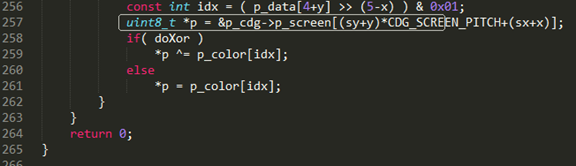 256 const int idx = ( p_data[4+y] >> (5-x) ) & 0x01;
257 uint8_t *p = &p_cdg->p_screen[(sy+y)*CDG_SCREEN_PITCH+(sx+x)];
258 if( doXor )
259 *p ^= p_color[idx];
260 else
261 *p = p_color[idx];
262 }
263 }
264 return 0;
265 }